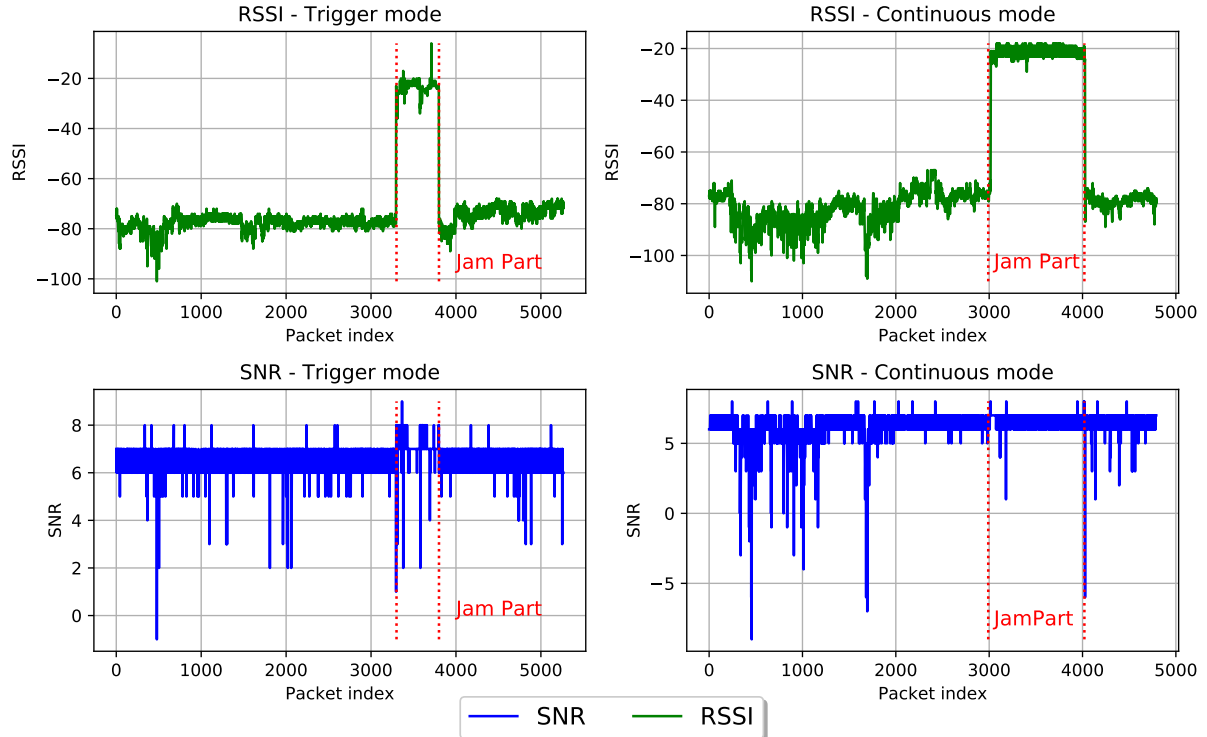 RSSI - Trigger mode
−20
−40
−60
−80
−100
RSSI
0 1000 2000 3000 4000 5000
Packet index
Jam Part
RSSI - Continuous mode
−20
−40
−60
−80
−100
RSSI
0 1000 2000 3000 4000 5000
Packet index
Jam Part
SNR - Trigger mode
8
6
4
2
0
SNR
0 1000 2000 3000 4000 5000
Packet index
Jam Part
SNR - Continuous mode
5
0
−5
SNR
0 1000 2000 3000 4000 5000
Packet index
JamPart
SNR RSSI